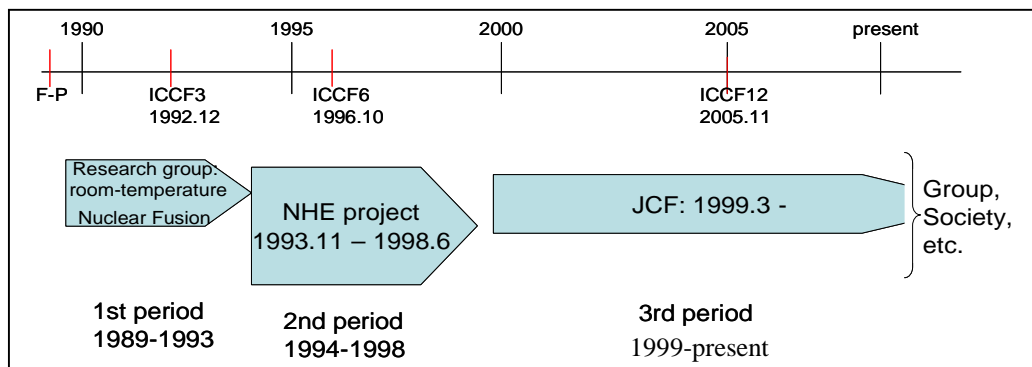 1990 1995 2000 2005 present
F-P ICCF3 ICCF6 ICCF12
1992.12 1996.10 2005.11
Research group:
room-temperature
Nuclear Fusion
NHE project
1993.11 – 1998.6
JCF: 1999.3 -
Group,
Society,
etc.
1st period
1989-1993
2nd period
1994-1998
3rd period
1999-present